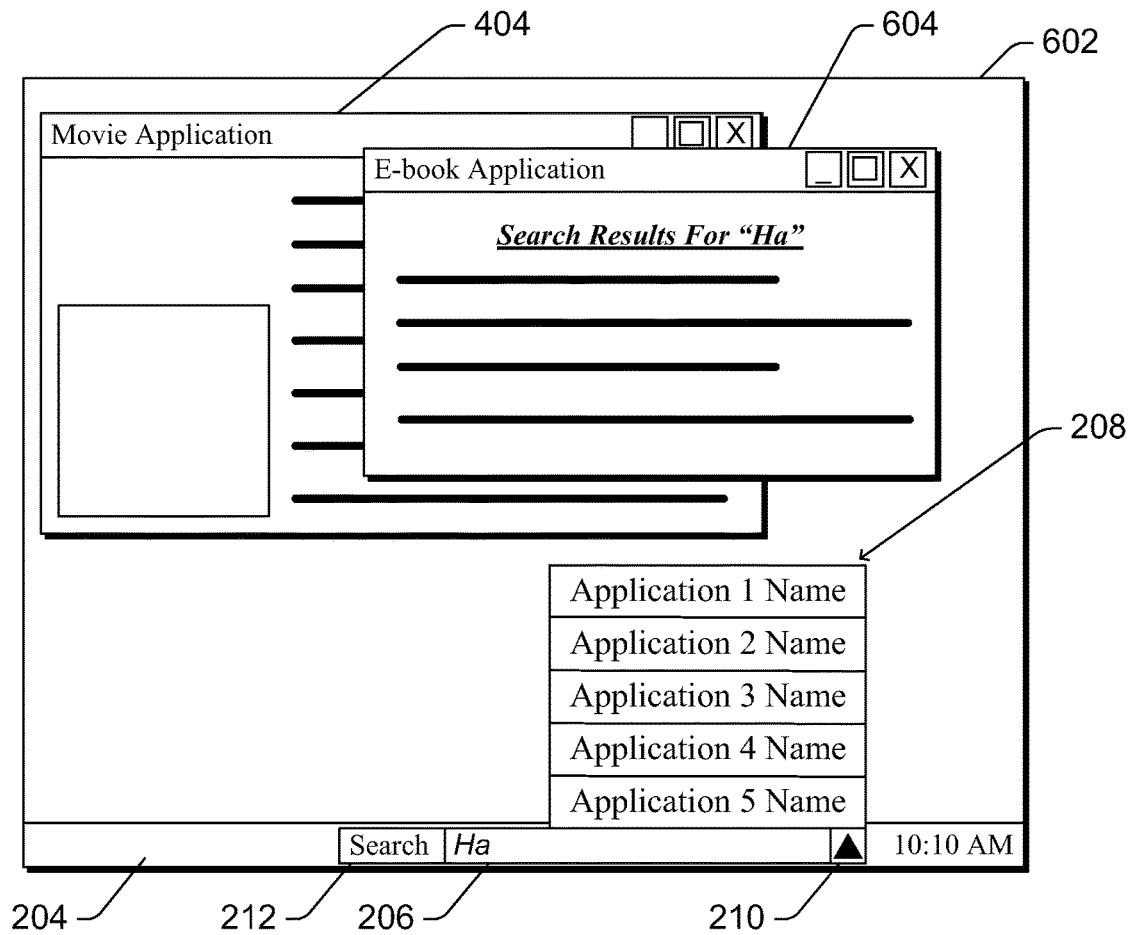 404
604
602
Movie Application
X
E-book Application
_ X
Search Results For “Ha”
208
Application 1 Name
Application 2 Name
Application 3 Name
Application 4 Name
Application 5 Name
Search Ha 10:10 AM
204 212 206 210